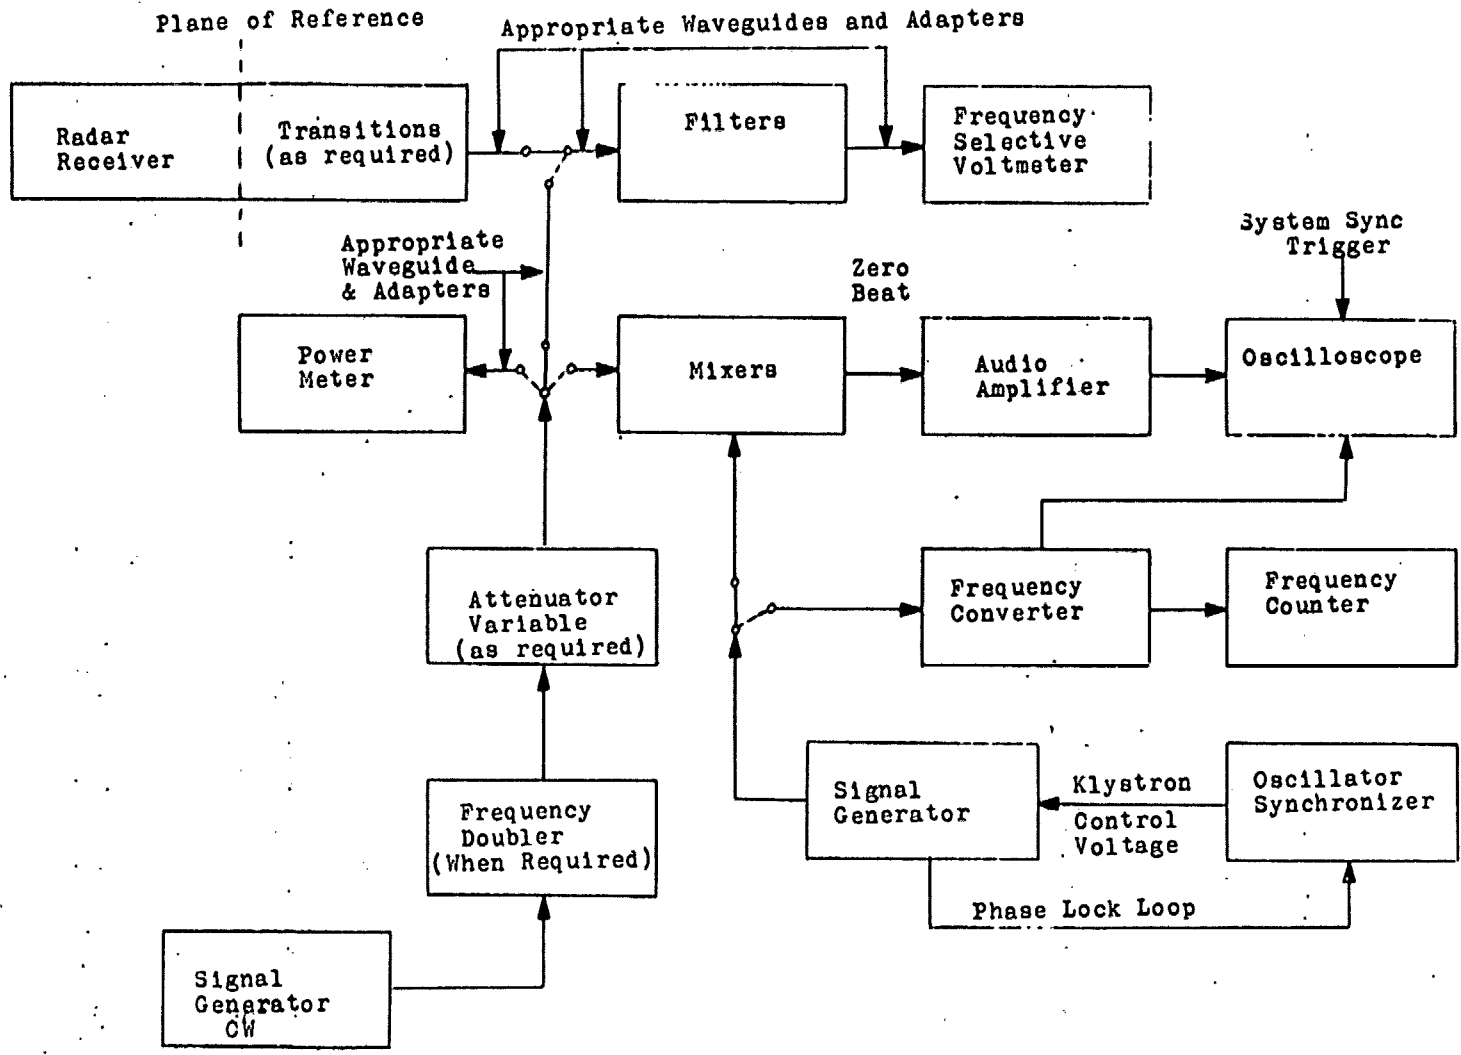 Plane of Reference
Appropriate Waveguides and Adapters
Radar
Receiver
Transitions
(as required)
Filters
Frequency
Selective
Voltmeter
Appropriate
Waveguide
& Adapters
Zero
Beat
System Sync
Trigger
Power
Meter
Mixers
Audio
Amplifier
Oscilloscope
Attenuator
Variable
(as required)
Frequency
Converter
Frequency
Counter
Frequency
Doubler
(When Required)
Signal
Generator
Klystron
Control
Voltage
Oscillator
Synchronizer
Phase Lock Loop
Signal
Generator
CW